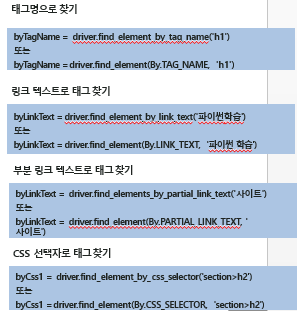 태그명으로 찾기
byTagName = driver.find_element_by_tag_name('h1')
또는
byTagName = driver.find_element(By.TAG_NAME, 'h1')
링크 텍스트로 태그 찾기
byLinkText = driver.find_element_by_link_text('파이썬학습')
또는
byLinkText = driver.find_element(By.LINK_TEXT, '파이썬 학습')
부분 링크 텍스트로 태그 찾기
byLinkText = driver.find_elements_by_partial_link_text('사이트')
또는
byLinkText = driver.find_element(By.PARTIAL_LINK_TEXT, '
사이트')
CSS 선택자로 태그 찾기
byCss1 = driver.find_element_by_css_selector('section>h2')
또는
byCss1 = driver.find_element(By.CSS_SELECTOR, 'section>h2')